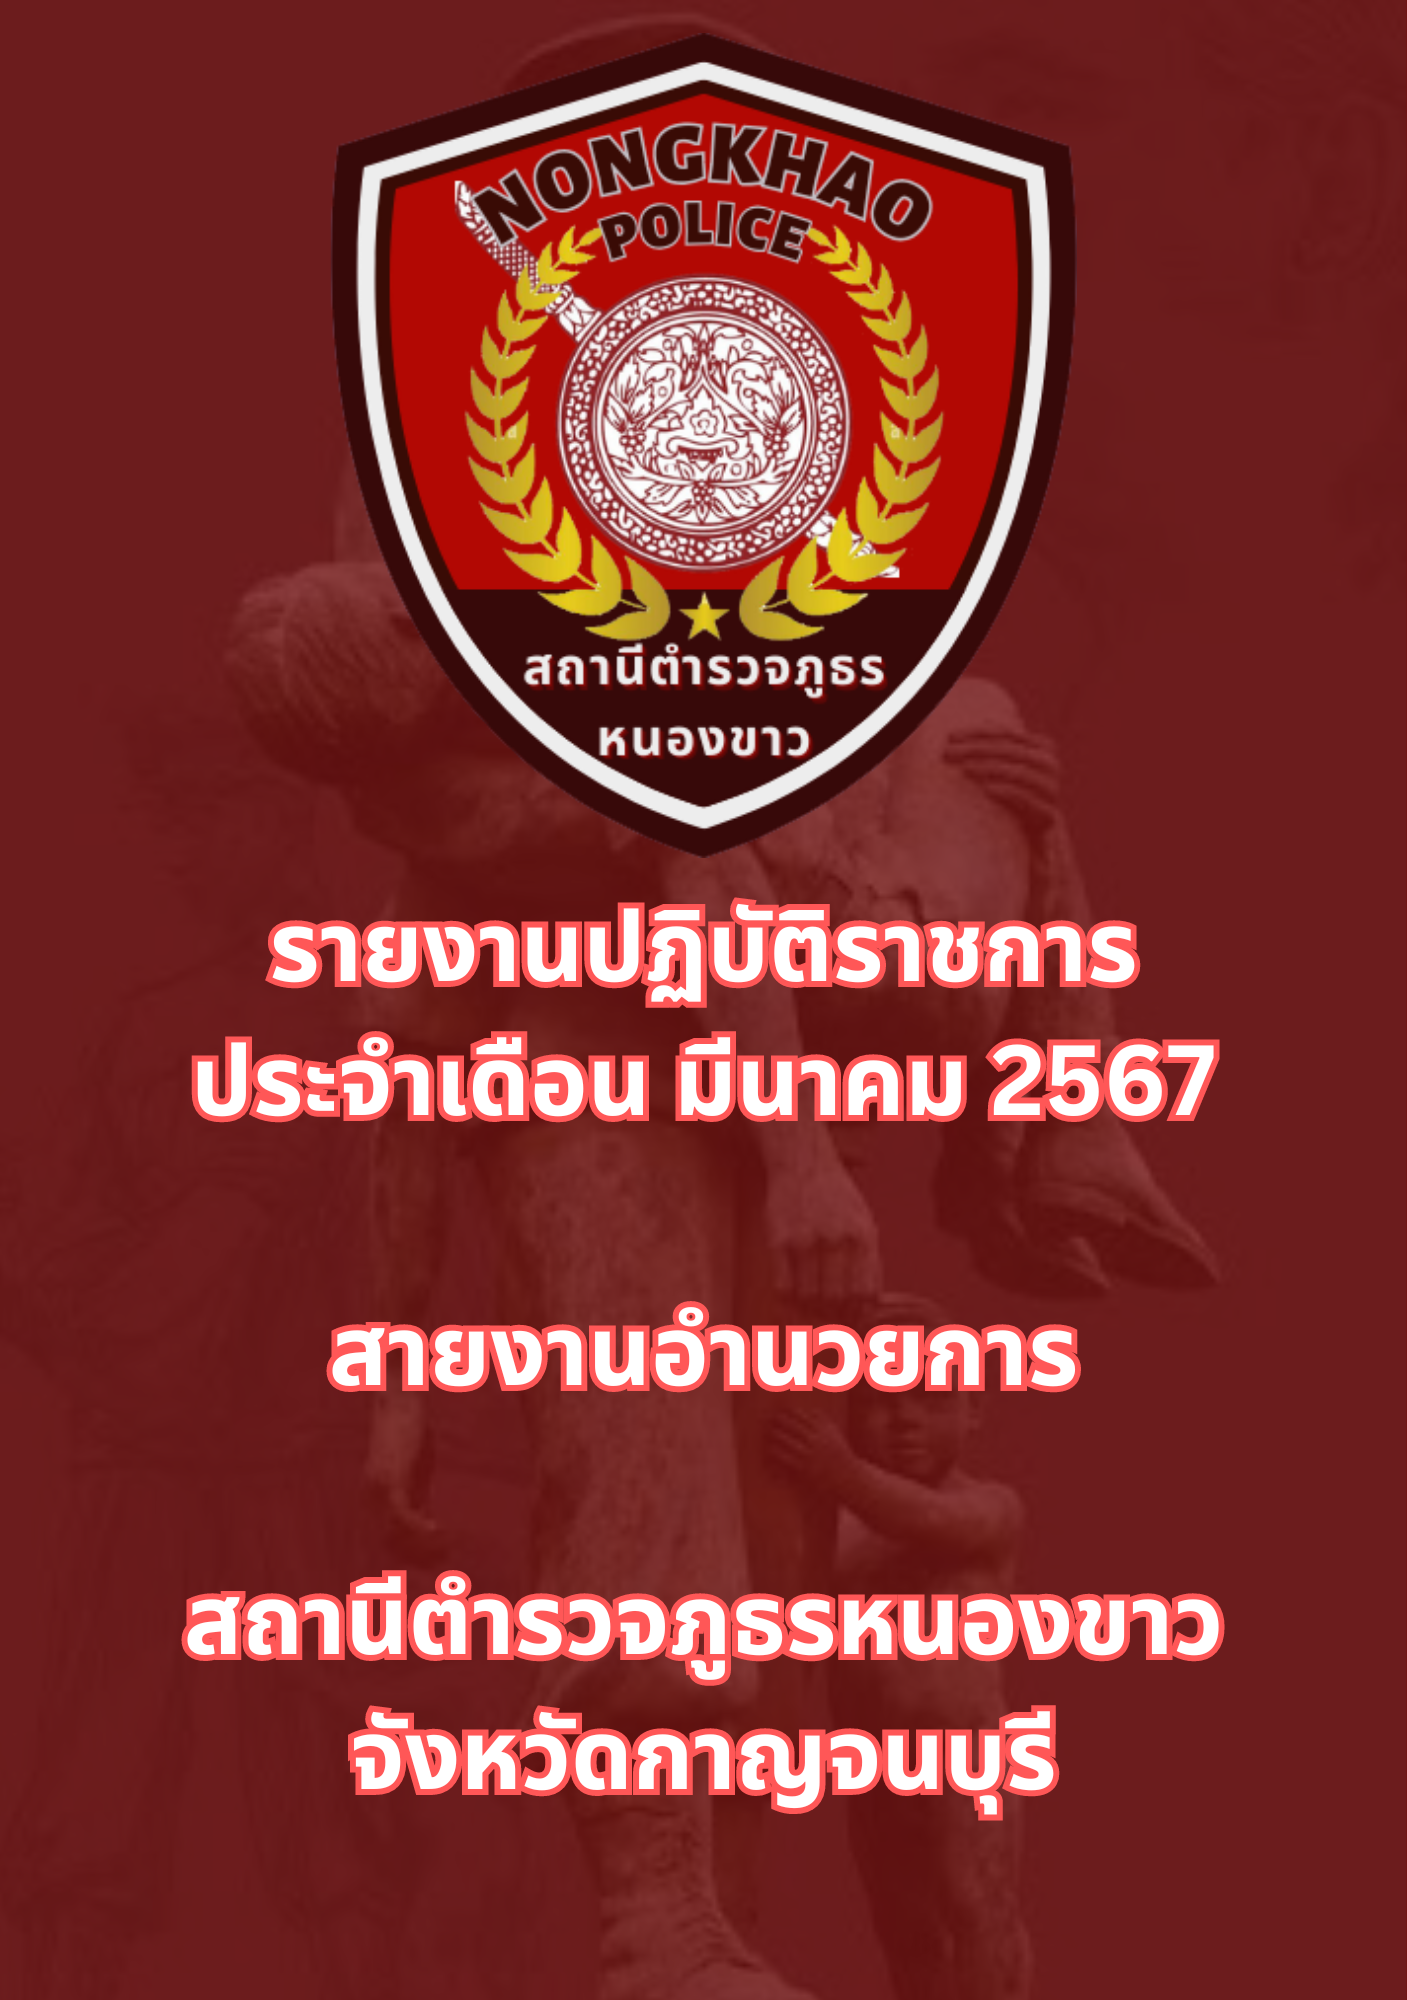 NONGKHAO
POLICE
สถานีตำรวจภูธร
หนองขาว
รายงานปฏิบัติราชการ
ประจำเดือน มีนาคม 2567
สายงานอำนวยการ
สถานีตำรวจภูธรหนองขาว
จังหวัดกาญจนบุรี